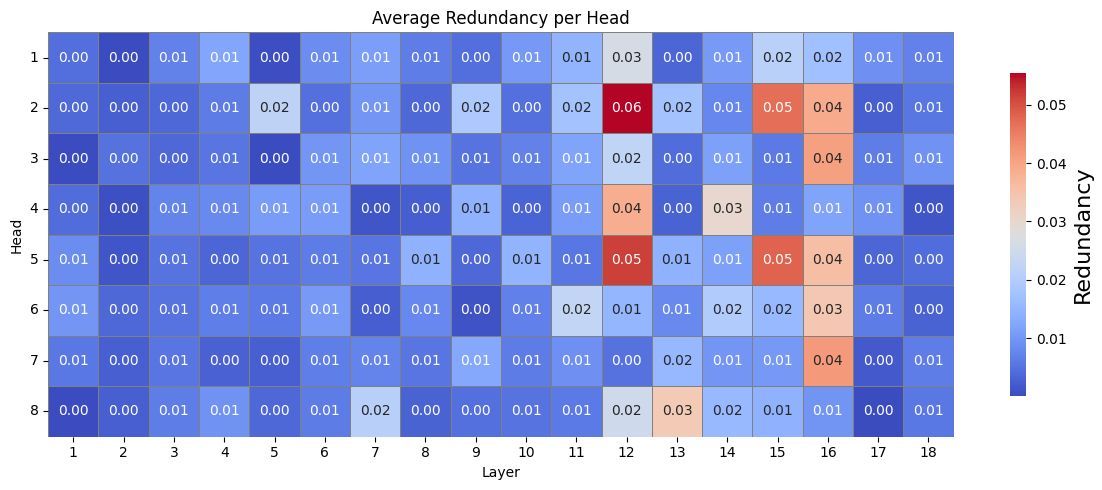 Average Redundancy per Head
1 0.00 0.00 0.01 0.01 0.00 0.01 0.01 0.01 0.00 0.01 0.01 0.03 0.00 0.01 0.02 0.02 0.01 0.01
2 0.00 0.00 0.00 0.01 0.02 0.00 0.01 0.00 0.02 0.00 0.02 0.06 0.02 0.01 0.05 0.04 0.00 0.01
3 0.00 0.00 0.00 0.01 0.00 0.01 0.01 0.01 0.01 0.01 0.01 0.02 0.00 0.01 0.01 0.04 0.01 0.01
4 0.00 0.00 0.01 0.01 0.01 0.01 0.00 0.00 0.01 0.00 0.01 0.04 0.00 0.03 0.01 0.01 0.01 0.00
5 0.01 0.00 0.01 0.00 0.01 0.01 0.01 0.01 0.00 0.01 0.01 0.05 0.01 0.01 0.05 0.04 0.00 0.00
6 0.01 0.00 0.01 0.01 0.01 0.01 0.00 0.01 0.00 0.01 0.02 0.01 0.01 0.02 0.02 0.03 0.01 0.00
7 0.01 0.00 0.01 0.00 0.00 0.01 0.01 0.01 0.01 0.01 0.01 0.00 0.02 0.01 0.01 0.04 0.00 0.01
8 0.00 0.00 0.01 0.01 0.00 0.01 0.02 0.00 0.00 0.01 0.01 0.02 0.03 0.02 0.01 0.01 0.00 0.01
1 2 3 4 5 6 7 8 9 10 11 12 13 14 15 16 17 18
Layer
Head
0.05
0.04
0.03
0.02
0.01
Redundancy